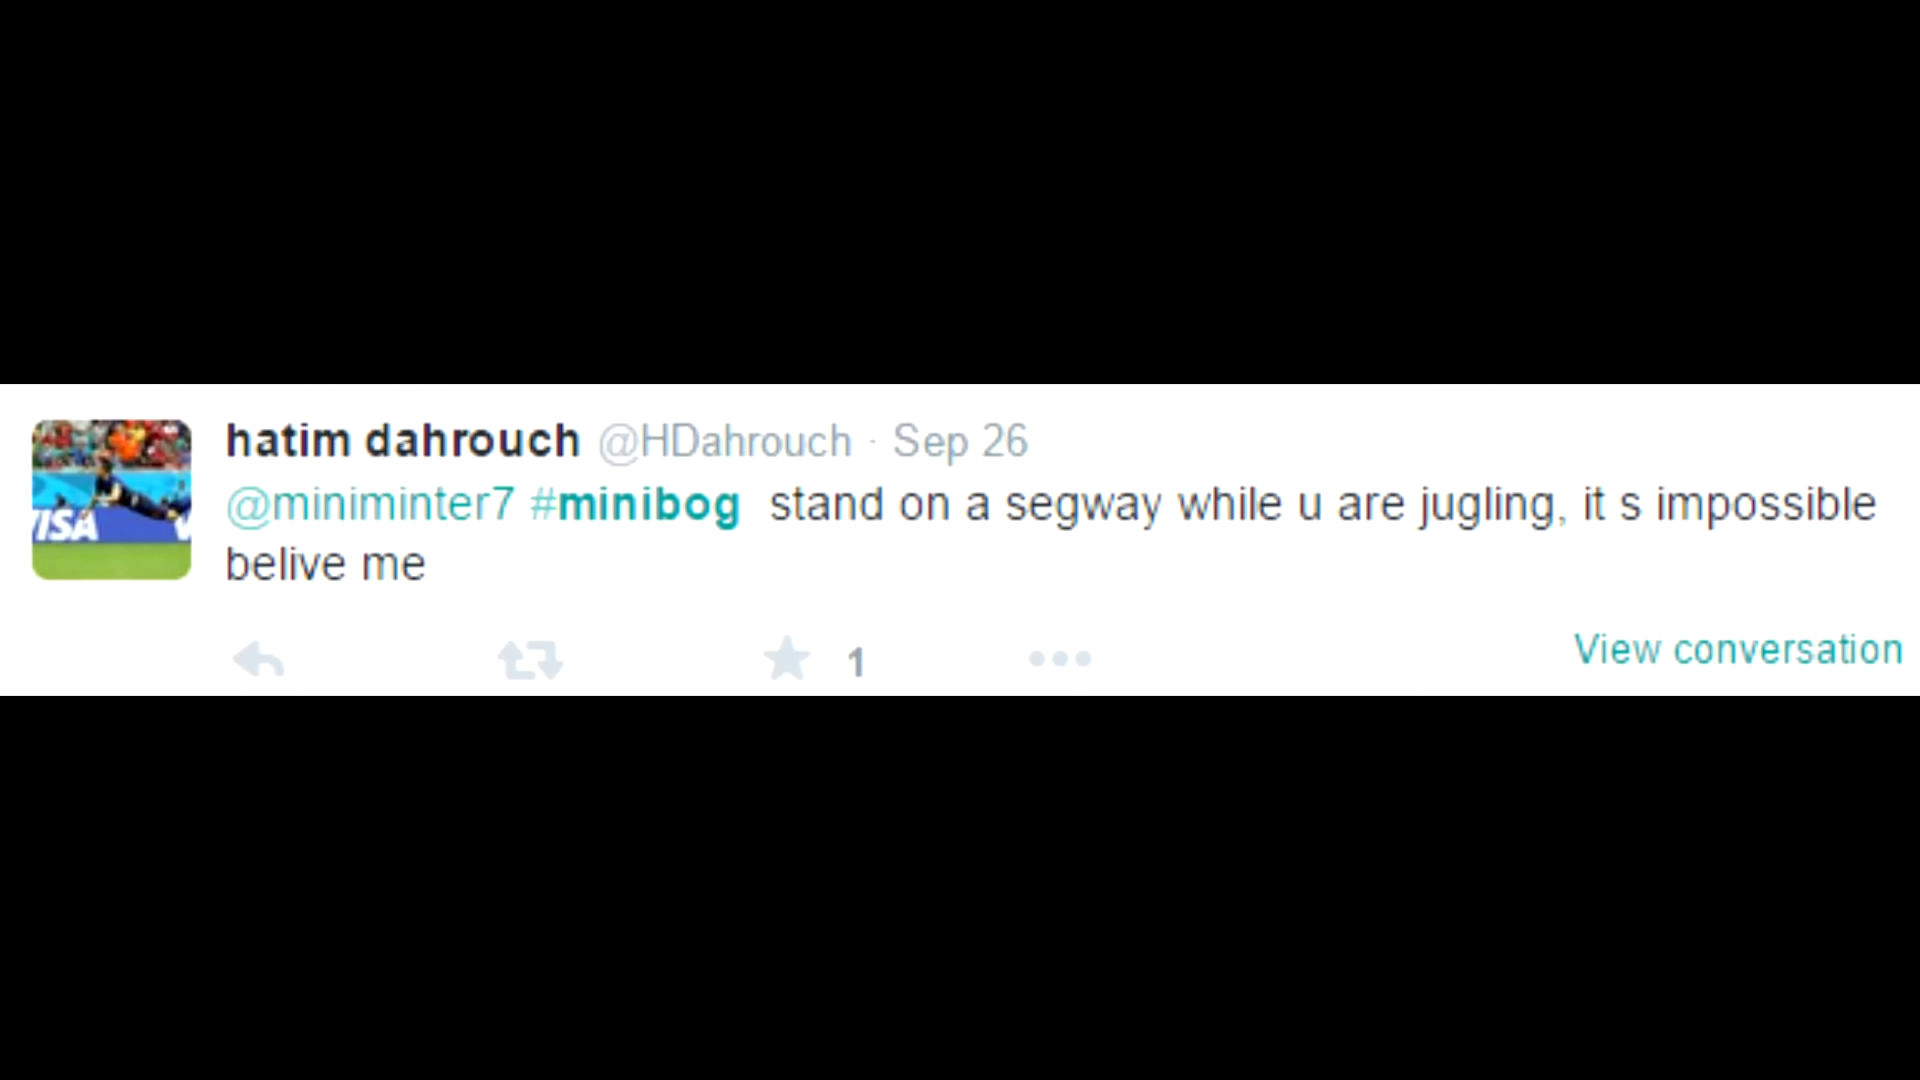 hatim dahrouch @HDahrouch · Sep 26
@miniminter7 #minibog stand on a segway while u are jugling, it s impossible
belive me
VISA
1
View conversation